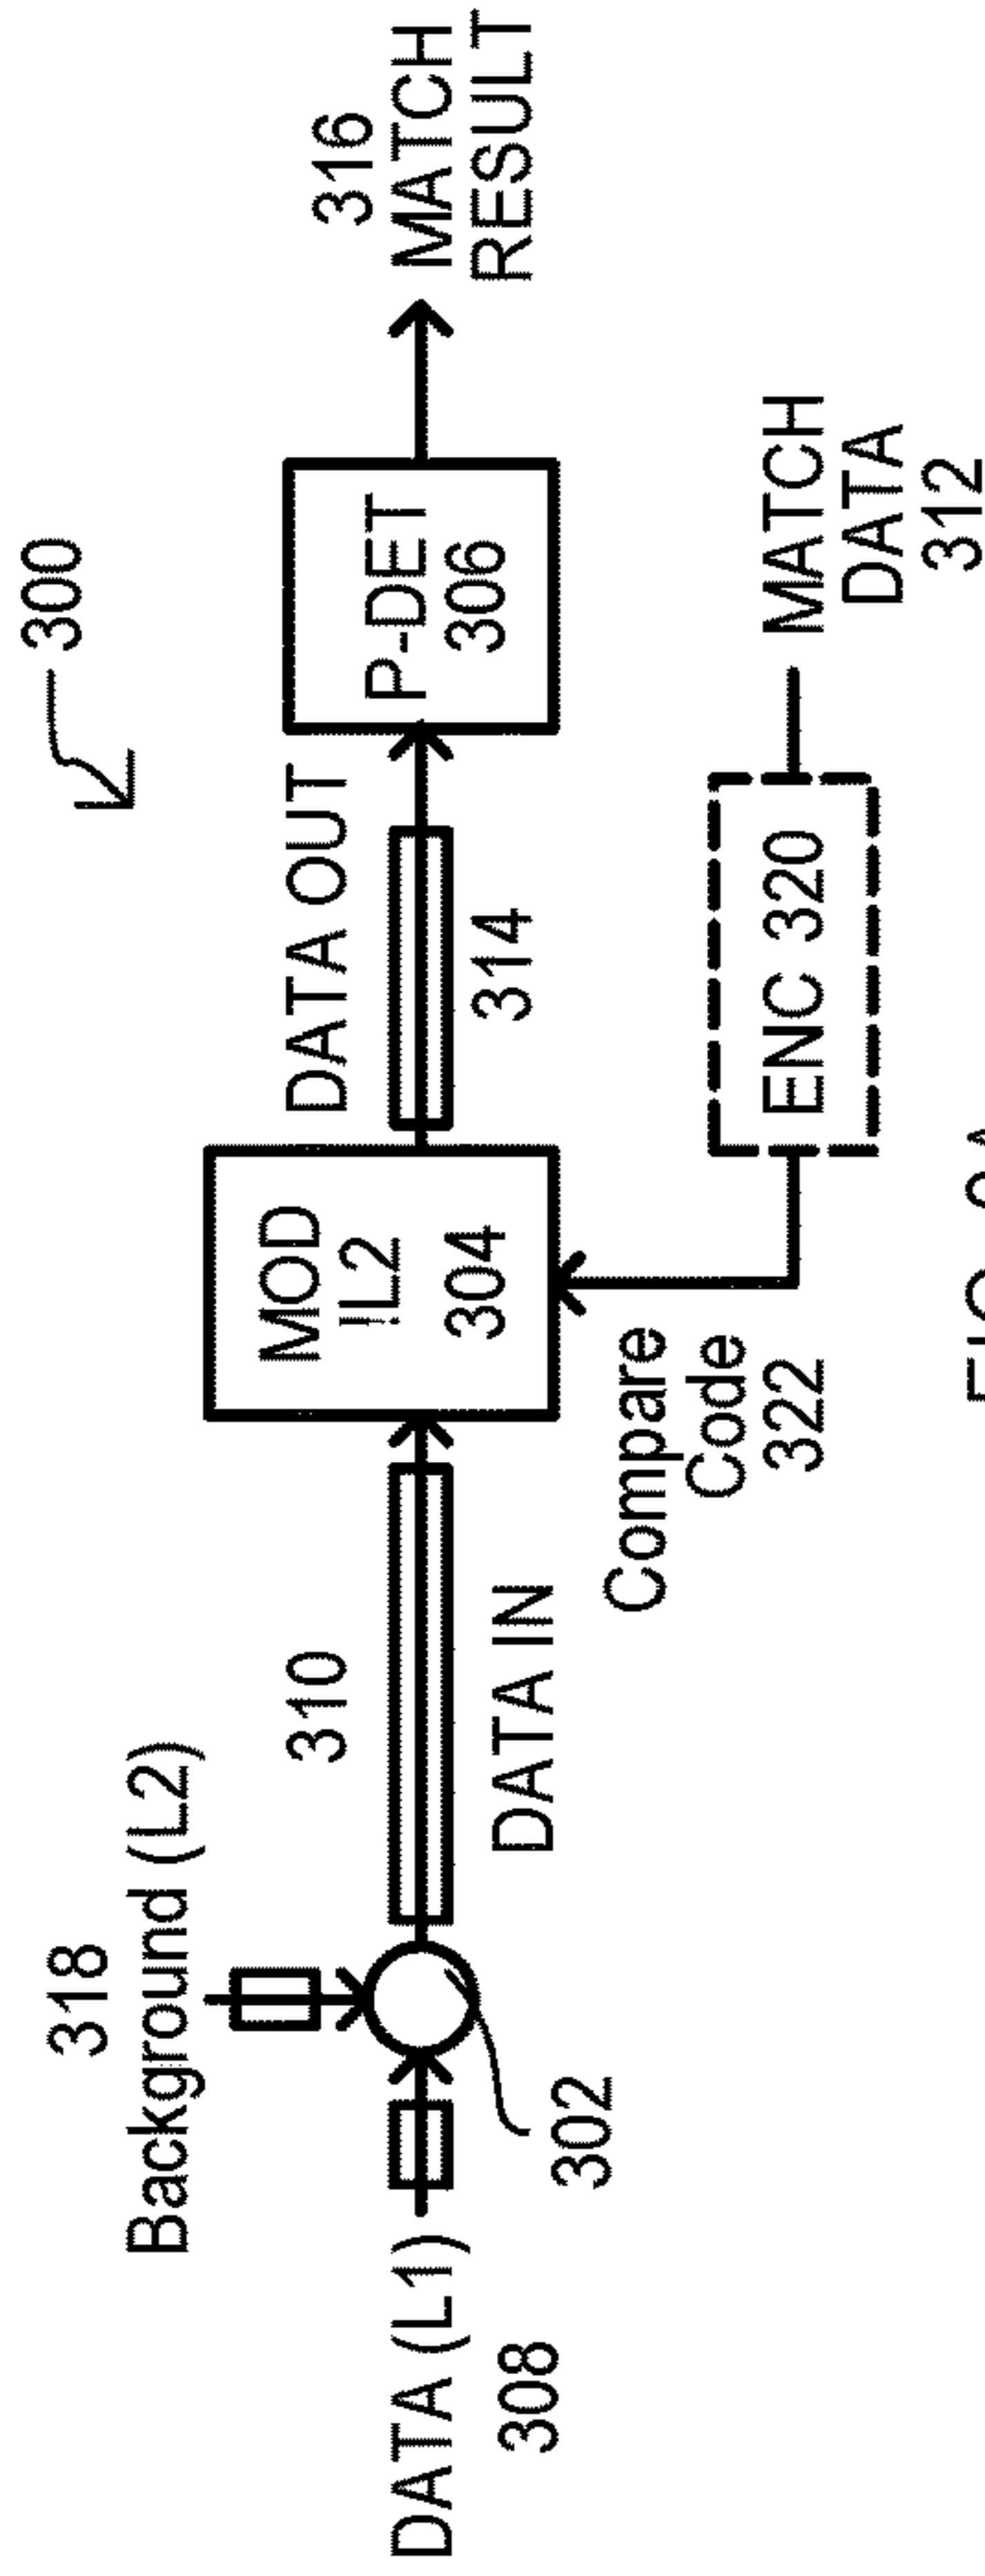 300
318
Background (L2)
310
DATA OUT
316
MATCH
RESULT
DATA (L1)
308
302
DATA IN
MOD
!L2
304
314
P-DET
306
Compare
Code
322
ENC 320
MATCH
DATA
312